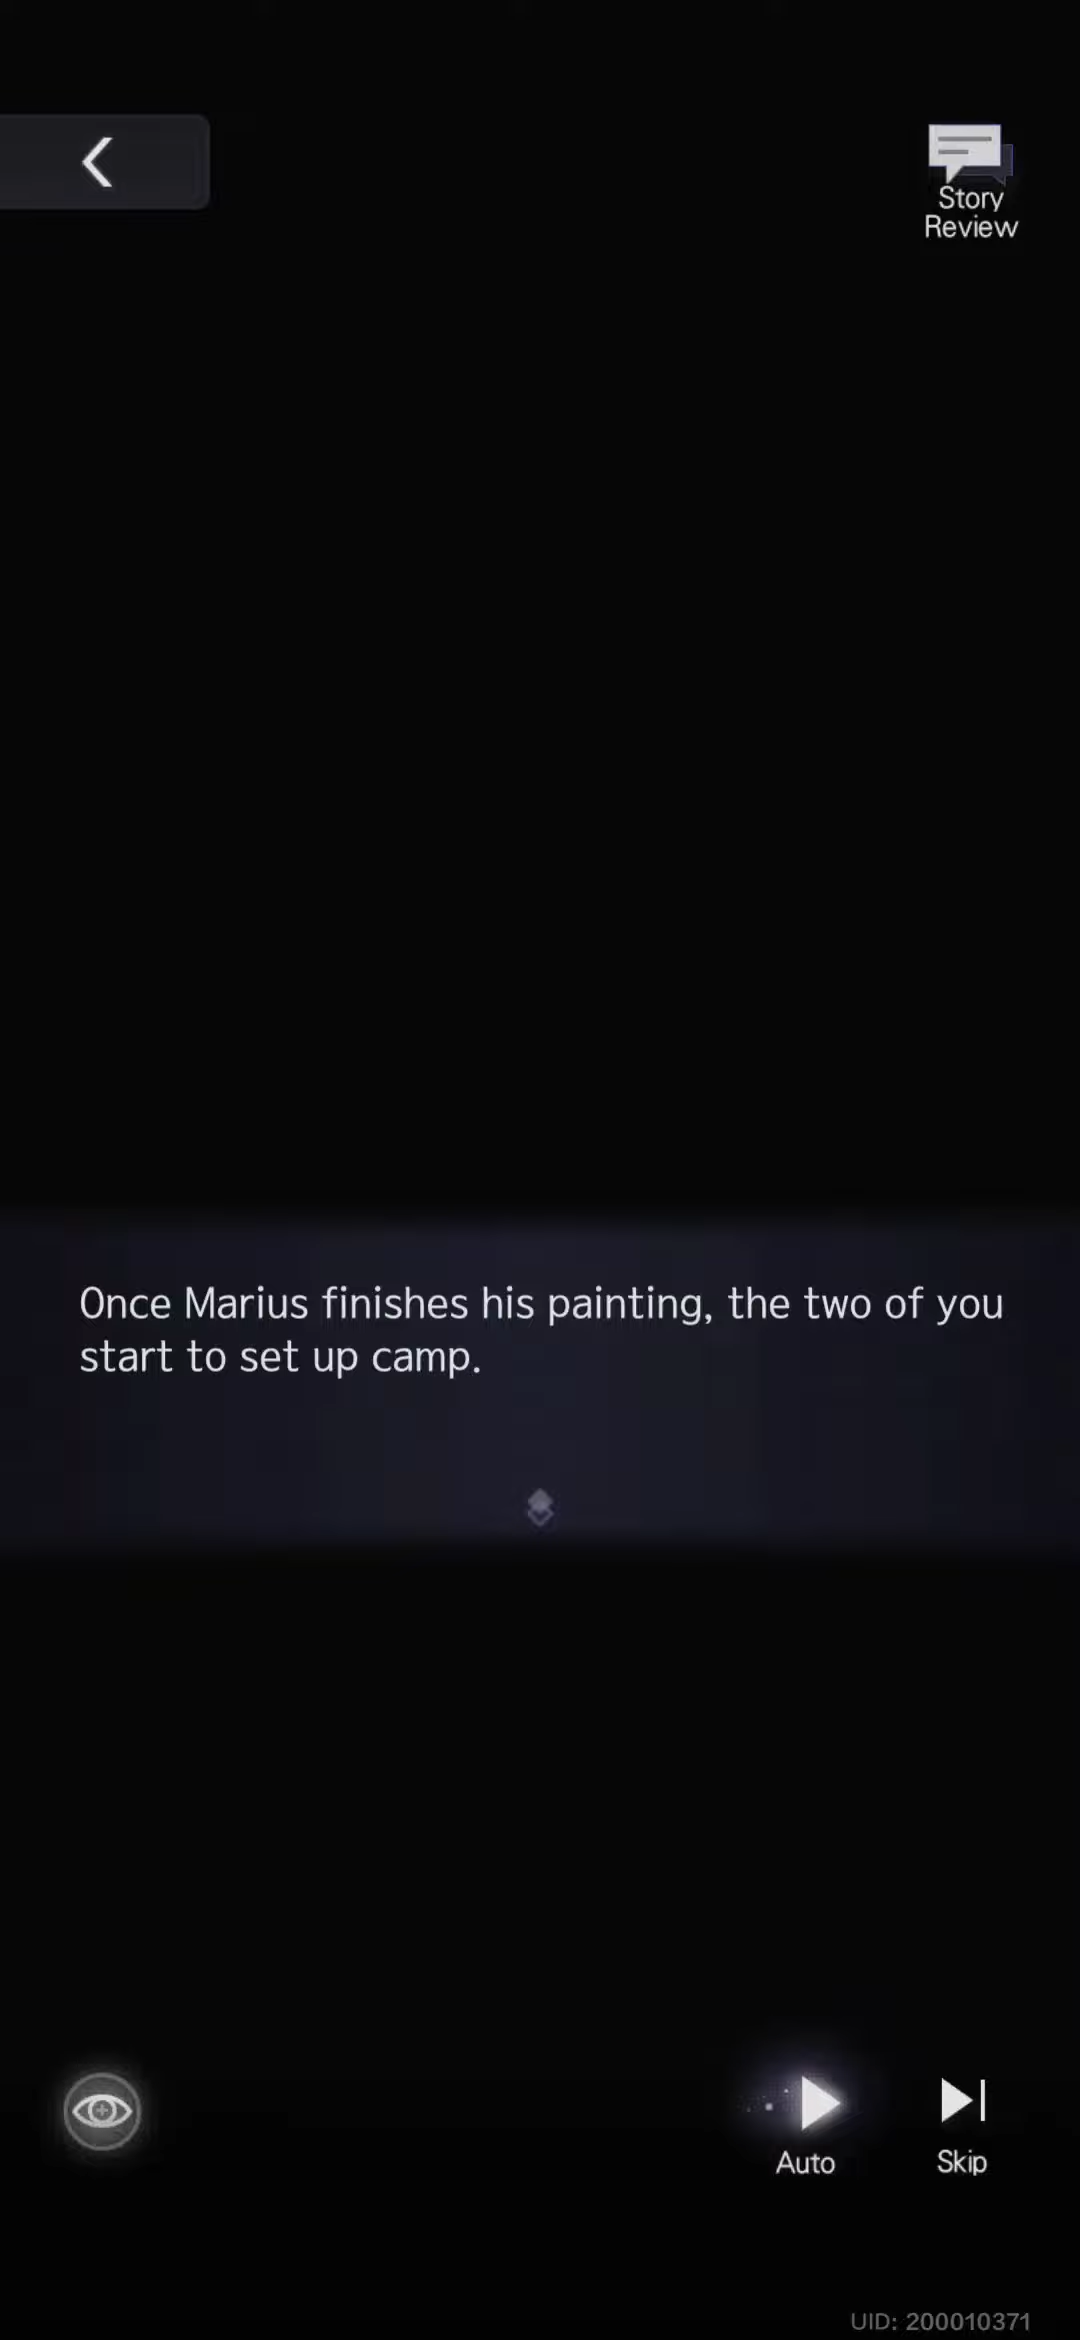 Story
Review
Once Marius finishes his painting, the two of you
start to set up camp.
Auto
Skip
UID: 200010371